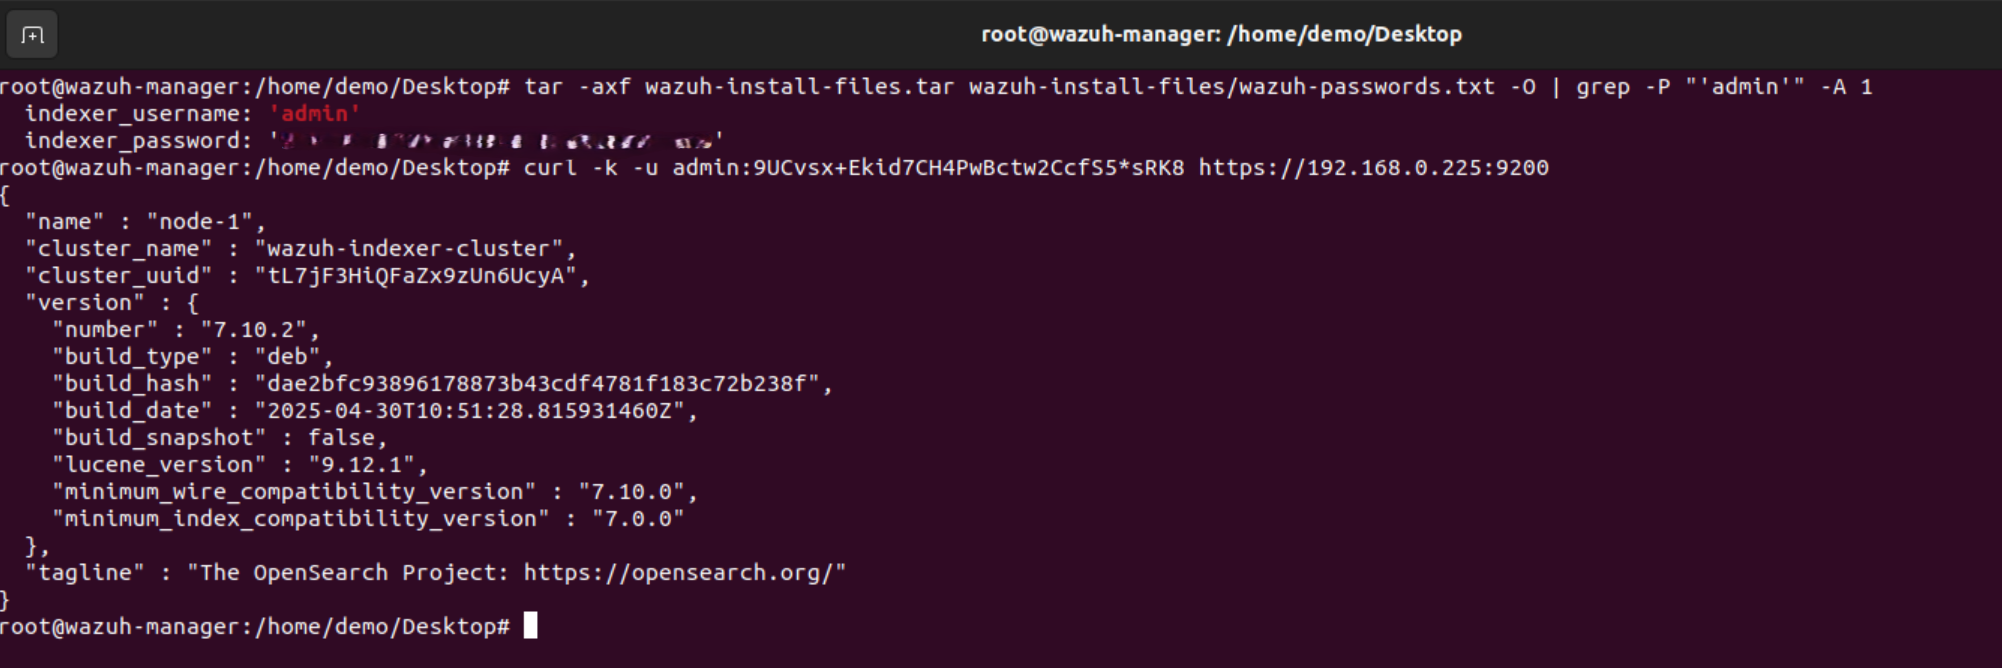 root@wazuh-manager: /home/demo/Desktop
root@wazuh-manager:/home/demo/Desktop# tar -axf wazuh-install-files.tar wazuh-install-files/wazuh-passwords.txt -O | grep -P "'admin'" -A 1
  indexer_username: 'admin'
  indexer_password: ' '
root@wazuh-manager:/home/demo/Desktop# curl -k -u admin:9UCvsx+Ekid7CH4PwBctw2CcfS5*sRK8 https://192.168.0.225:9200
{
  "name" : "node-1",
  "cluster_name" : "wazuh-indexer-cluster",
  "cluster_uuid" : "tL7jF3HiQFaZx9zUn6UcyA",
  "version" : {
    "number" : "7.10.2",
    "build_type" : "deb",
    "build_hash" : "dae2bfc93896178873b43cdf4781f183c72b238f",
    "build_date" : "2025-04-30T10:51:28.815931460Z",
    "build_snapshot" : false,
    "lucene_version" : "9.12.1",
    "minimum_wire_compatibility_version" : "7.10.0",
    "minimum_index_compatibility_version" : "7.0.0"
  },
  "tagline" : "The OpenSearch Project: https://opensearch.org/"
}
root@wazuh-manager:/home/demo/Desktop#